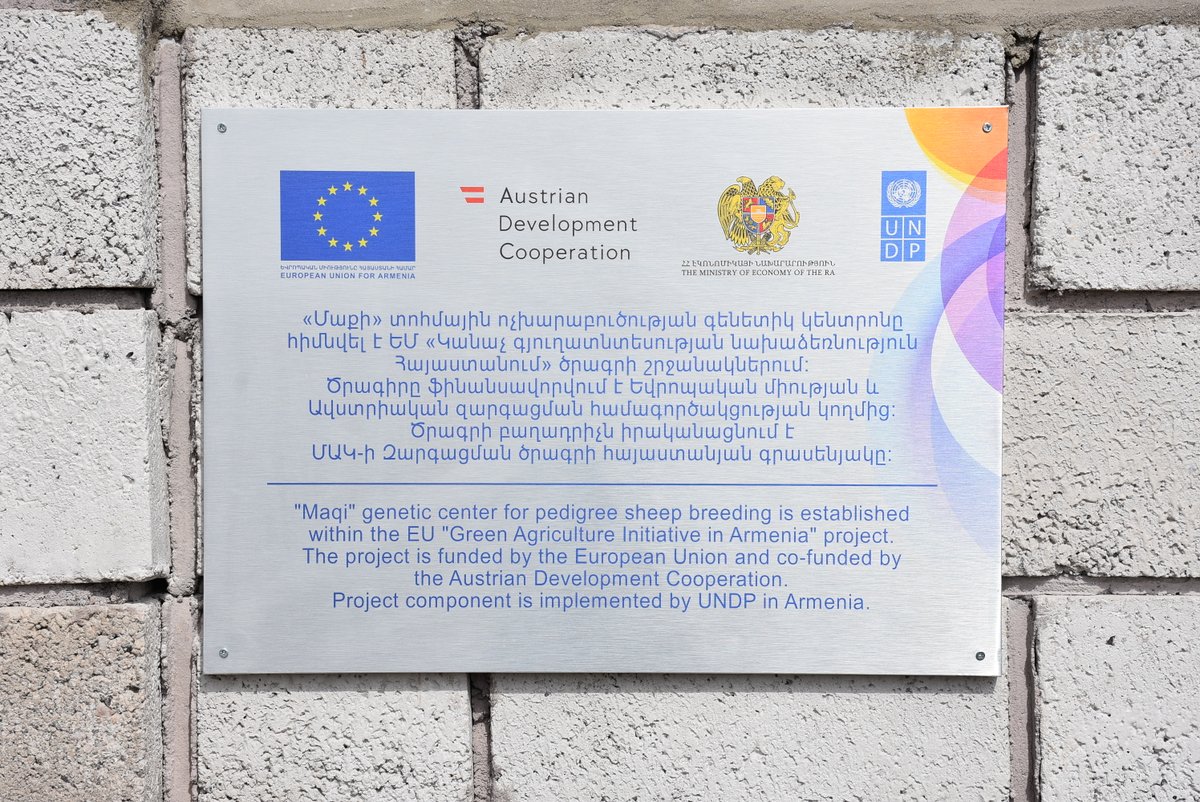 ԵՎՐՈՊԱԿԱՆ ՄԻՈՒԹՅՈՒՆԸ ՀԱՅԱՍՏԱՆԻ ՀԱՄԱՐ
EUROPEAN UNION FOR ARMENIA
Austrian
Development
Cooperation
ՀՀ ԷԿՈՆՈՄԻԿԱՅԻ ՆԱԽԱՐԱՐՈՒԹՅՈՒՆ
THE MINISTRY OF ECONOMY OF THE RA
UN
DP
«Մաքի» տոհմային ոչխարաբուծության գենետիկ կենտրոնը
հիմնվել է ԵՄ «Կանաչ գյուղատնտեսության նախաձեռնություն
Հայաստանում» ծրագրի շրջանակներում:
Ծրագիրը ֆինանսավորվում է Եվրոպական միության և
Ավստրիական զարգացման համագործակցության կողմից:
Ծրագրի բաղադրիչն իրականացնում է
ՄԱԿ-ի Զարգացման ծրագրի հայաստանյան գրասենյակը:
"Maqi" genetic center for pedigree sheep breeding is established
within the EU "Green Agriculture Initiative in Armenia" project.
The project is funded by the European Union and co-funded by
the Austrian Development Cooperation.
Project component is implemented by UNDP in Armenia.